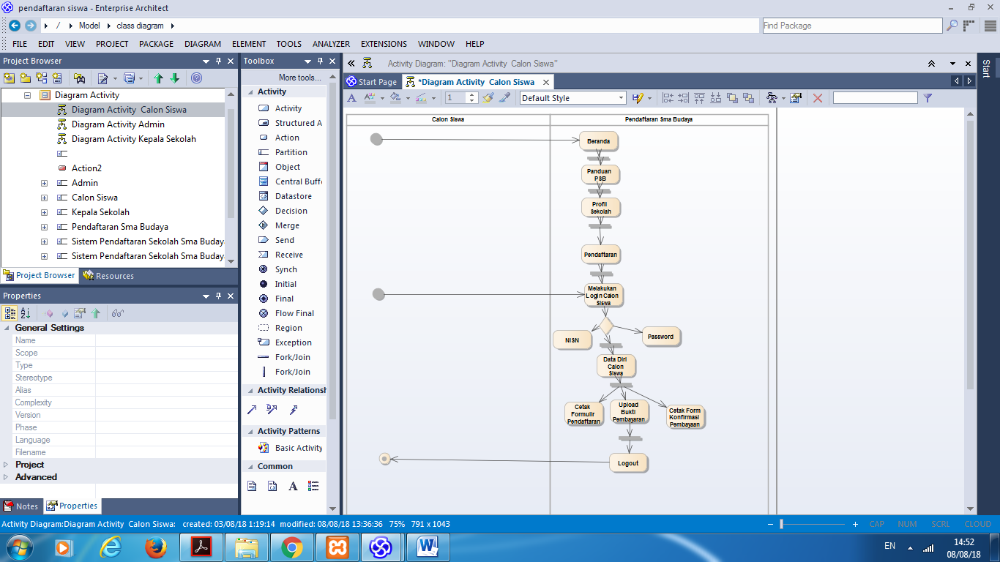 pendaftaran siswa - Enterprise Architect
/ Model class diagram
Find Package
FILE EDIT VIEW PROJECT PACKAGE DIAGRAM ELEMENT TOOLS ANALYZER EXTENSIONS WINDOW HELP
Project Browser
Diagram Activity
Diagram Activity Calon Siswa
Diagram Activity Admin
Diagram Activity Kepala Sekolah
Action2
Admin
Calon Siswa
Kepala Sekolah
Pendaftaran Sma Budaya
Sistem Pendaftaran Sekolah Sma Buday
Sistem Pendaftaran Sekolah Sma Buday
Project Browser Resources
Properties
General Settings
Name
Scope
Type
Stereotype
Alias
Complexity
Version
Phase
Language
Filename
Project
Advanced
Notes Properties
Toolbox
More tools...
Activity
Activity
Structured A
Action
Partition
Object
Central Buff
Datastore
Decision
Merge
Send
Receive
Synch
Initial
Final
Flow Final
Region
Exception
Fork/Join
Fork/Join
Activity Relationsh
Activity Patterns
Basic Activity
Common
Activity Diagram: "Diagram Activity Calon Siswa"
Start Page *Diagram Activity Calon Siswa
1 Default Style
Start
Calon Siswa Pendaftaran Sma Budaya
Beranda
Panduan
PSB
Profil
Sekolah
Pendaftaran
Melakukan
Login Calon
Siswa
NISN
Password
Data Diri
Calon
Siswa
Cetak
Formulir
Pendaftaran
Upload
Bukti
Pembayaran
Cetak Form
Konfirmasi
Pembayaan
Logout
Activity Diagram:Diagram Activity Calon Siswa: created: 03/08/18 1:19:14 modified: 08/08/18 13:36:36 75% 791 x 1043
CAP NUM SCRL CLOUD
EN
14:52
08/08/18